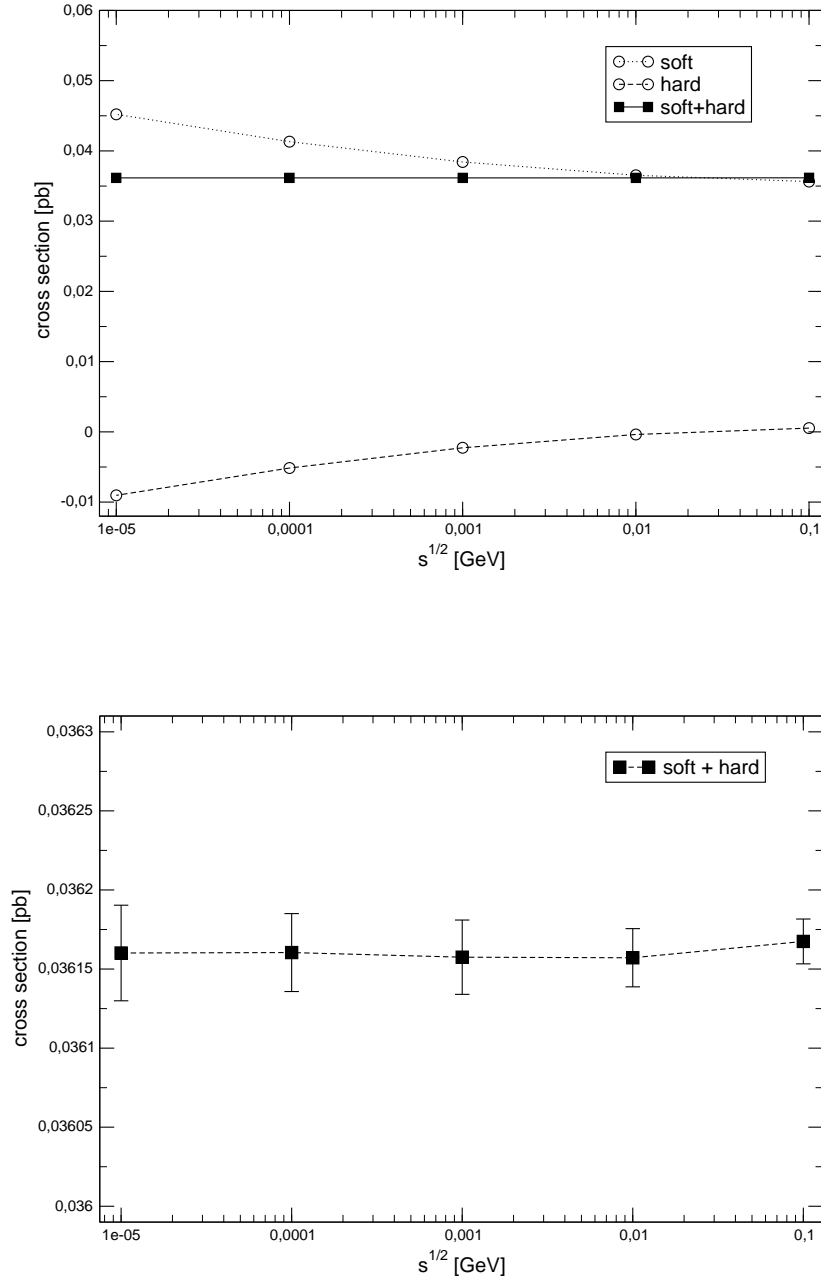 0,06
0,05
0,04
0,03
0,02
0,01
0
-0,01
cross section [pb]
soft
hard
soft+hard
1e-05 0,0001 0,001 0,01 0,1
s^1/2 [GeV]
0,0363
0,03625
0,0362
0,03615
0,0361
0,03605
0,036
cross section [pb]
soft + hard
1e-05 0,0001 0,001 0,01 0,1
s^1/2 [GeV]